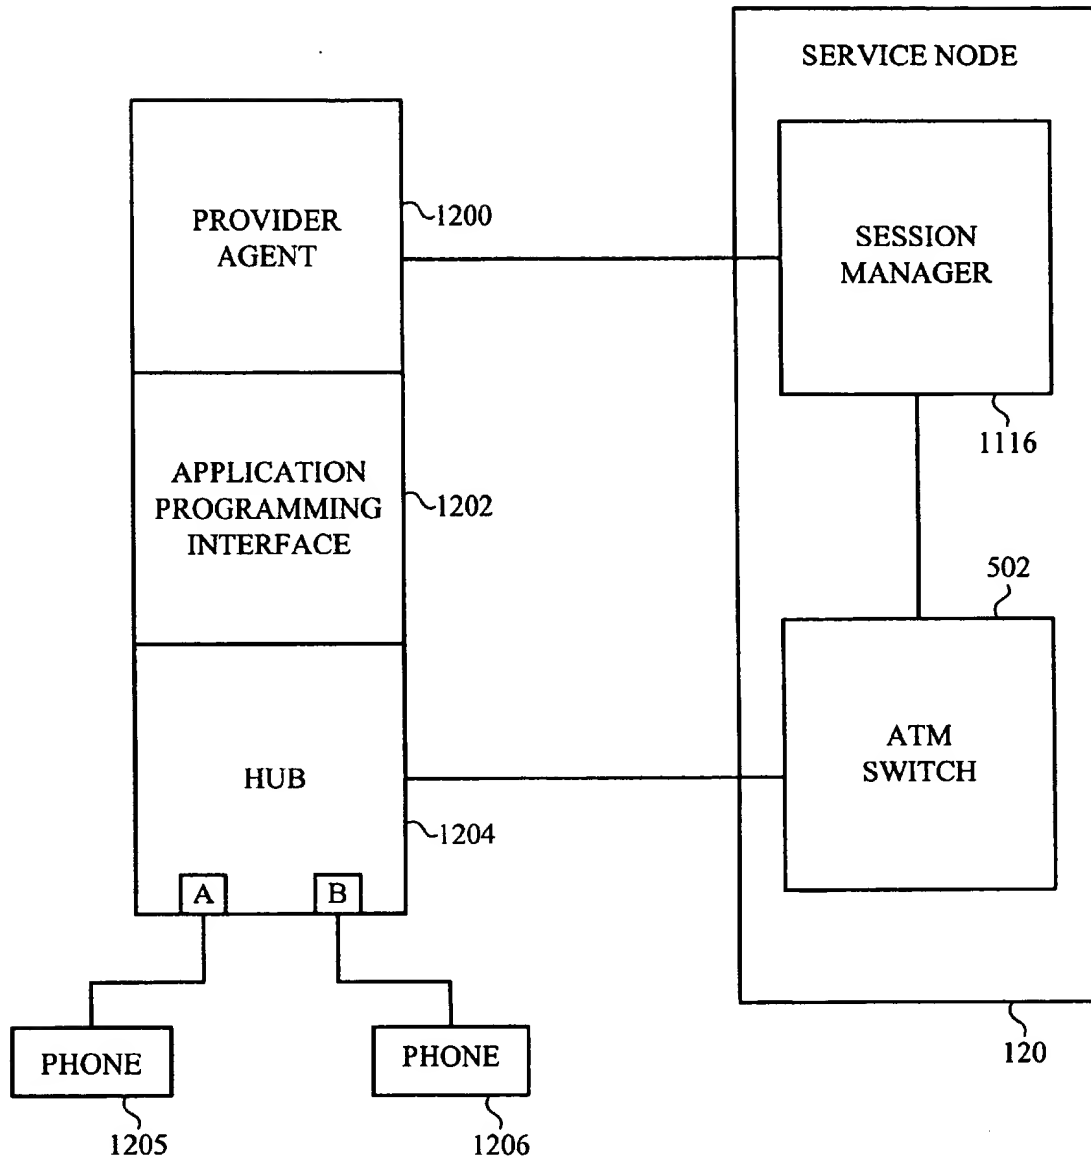 SERVICE NODE
PROVIDER
AGENT
1200
SESSION
MANAGER
1116
APPLICATION
PROGRAMMING
INTERFACE
1202
502
ATM
SWITCH
HUB
1204
A
B
PHONE
1205
PHONE
1206
120